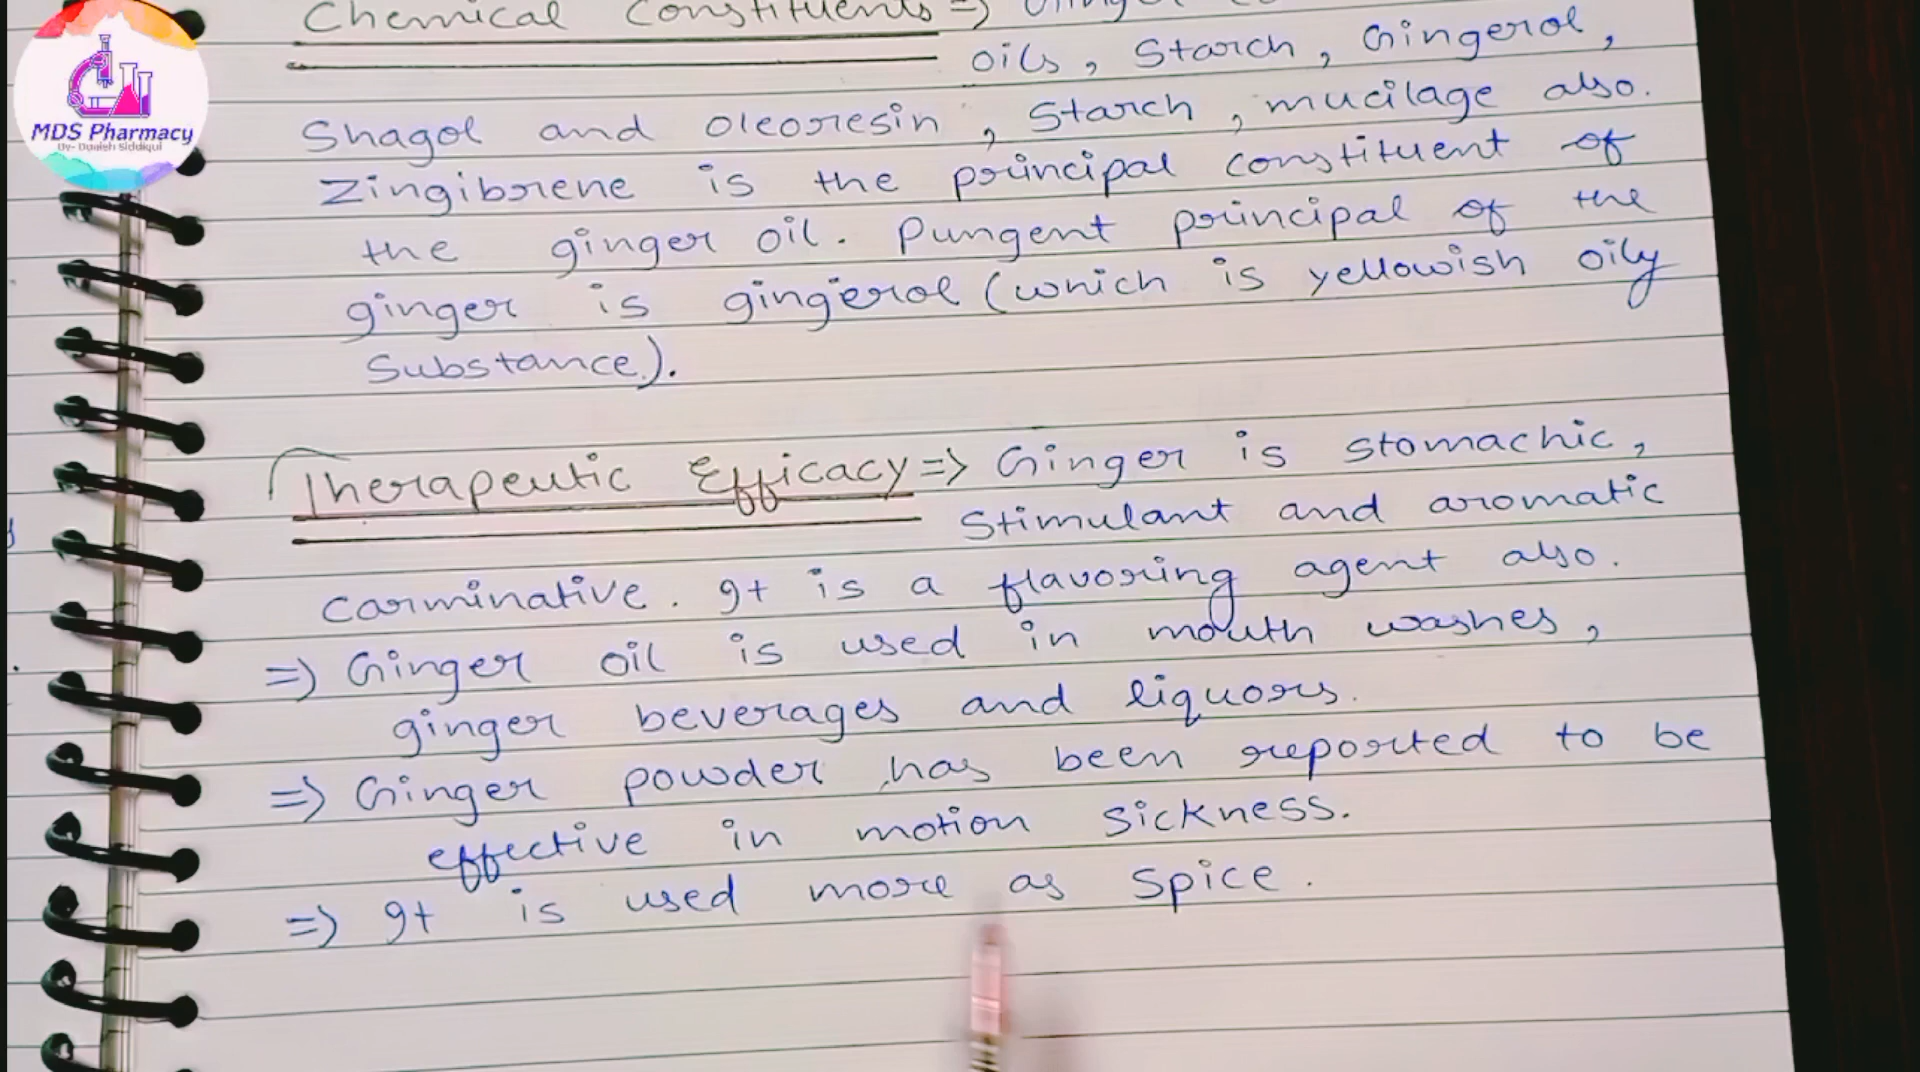 MDS Pharmacy
By- Duaish Siddiqui
Chemical Constituents => Ginger
oils, Starch, Gingerol,
Shagol and oleoresin, Starch, mucilage also.
Zingibrene is the principal constituent of
the ginger oil. Pungent principal of the
ginger is gingerol (which is yellowish oily
Substance).
Therapeutic Efficacy => Ginger is stomachic,
Stimulant and aromatic
carminative. It is a flavoring agent also.
=> Ginger oil is used in mouth washes,
ginger beverages and liquors.
=> Ginger powder has been reported to be
effective in motion sickness.
=> It is used more as Spice.